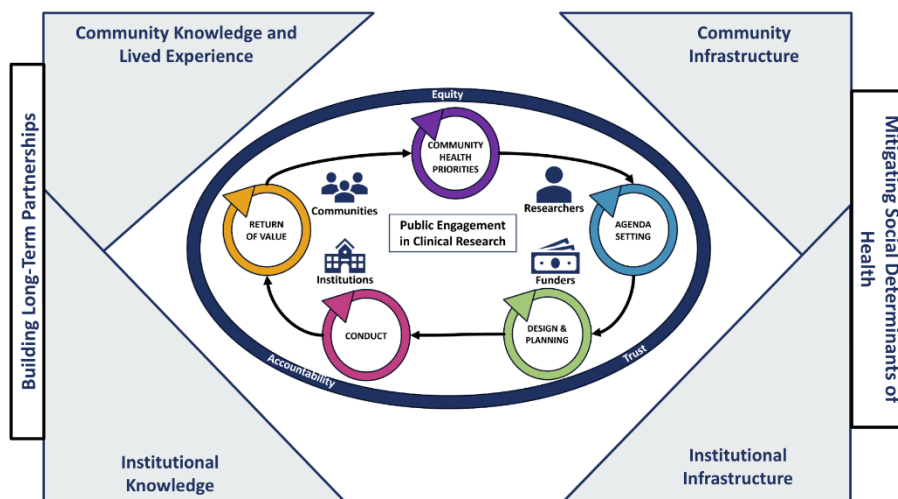 Community Knowledge and
Lived Experience
Community
Infrastructure
Building Long-Term Partnerships
Mitigating Social Determinants of
Health
Equity
COMMUNITY
HEALTH
PRIORITIES
Communities
Researchers
RETURN
OF VALUE
Public Engagement
in Clinical Research
AGENDA
SETTING
Institutions
Funders
CONDUCT
DESIGN &
PLANNING
Accountability
Trust
Institutional
Knowledge
Institutional
Infrastructure